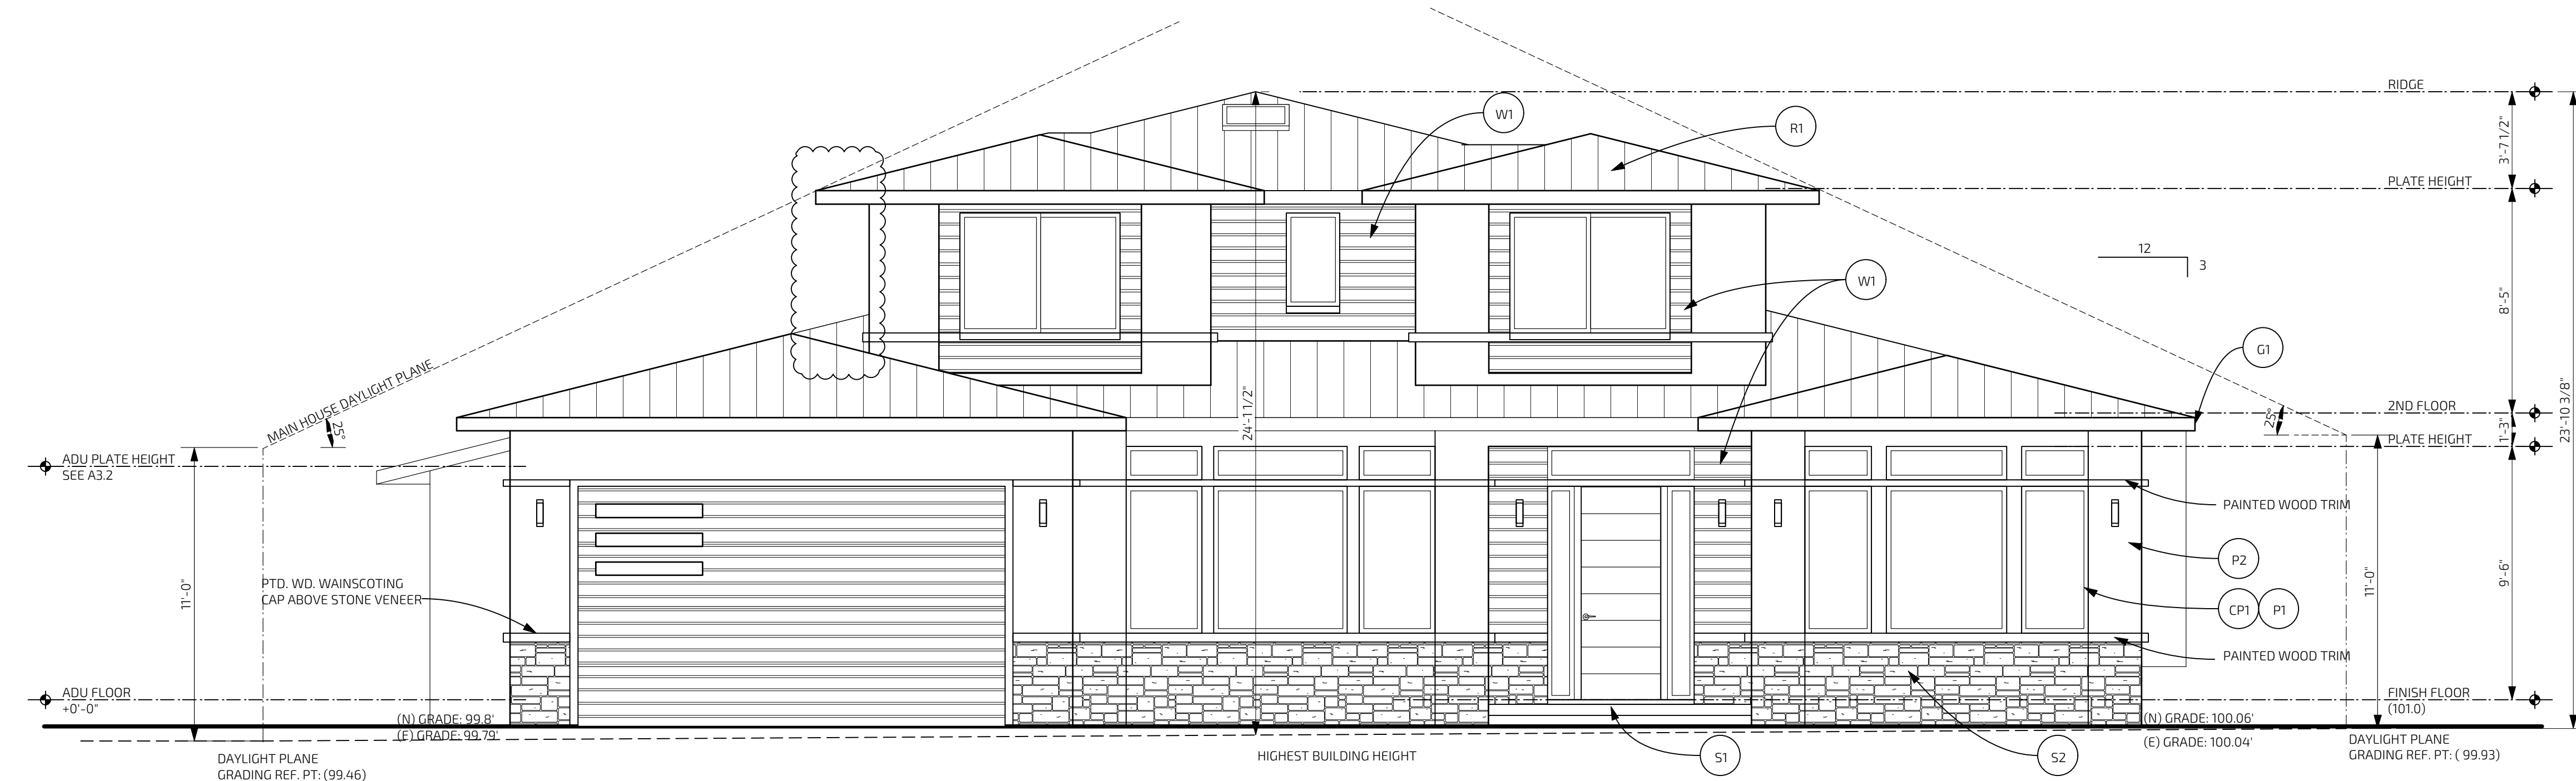 RIDGE
W1
R1
3'-7 1/2"
PLATE HEIGHT
12
3
W1
8'-5"
G1
MAIN HOUSE DAYLIGHT PLANE
25°
24'-1 1/2"
25°
2ND FLOOR
1'-3"
23'-10 3/8"
PLATE HEIGHT
ADU PLATE HEIGHT
SEE A3.2
PAINTED WOOD TRIM
P2
11'-0"
PTD. WD. WAINSCOTING
CAP ABOVE STONE VENEER
11'-0"
9'-6"
CP1
P1
PAINTED WOOD TRIM
ADU FLOOR
+0'-0"
FINISH FLOOR
(101.0)
(N) GRADE: 99.8'
(E) GRADE: 99.79'
(N) GRADE: 100.06'
(E) GRADE: 100.04'
DAYLIGHT PLANE
GRADING REF. PT: (99.46)
HIGHEST BUILDING HEIGHT
S1
S2
DAYLIGHT PLANE
GRADING REF. PT: ( 99.93)